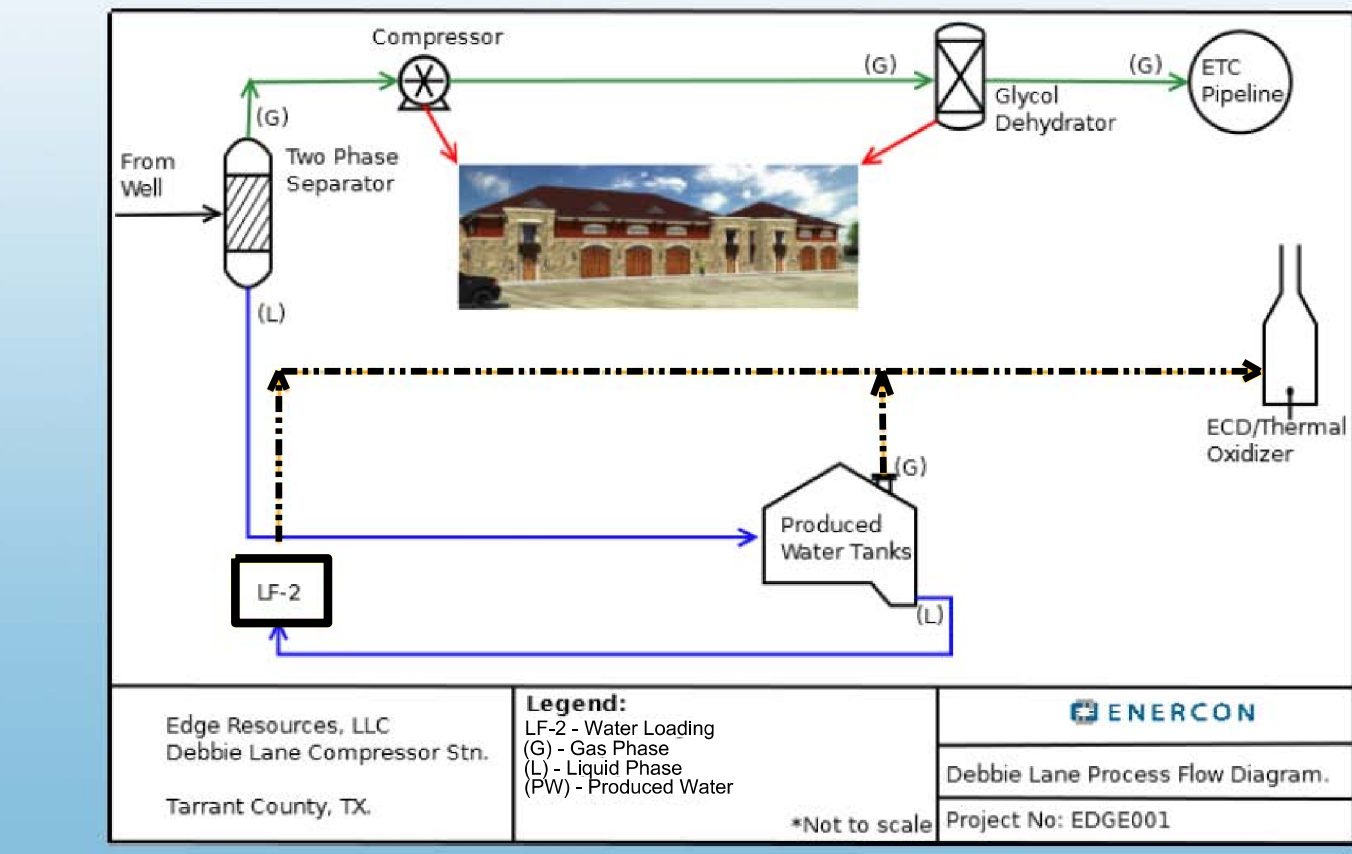 Compressor
(G)
(G)
ETC
Pipeline
Glycol
Dehydrator
(G)
From
Well
Two Phase
Separator
(L)
ECD/Thermal
Oxidizer
(G)
Produced
Water Tanks
LF-2
(L)
Edge Resources, LLC
Debbie Lane Compressor Stn.
Tarrant County, TX.
Legend:
LF-2 - Water Loading
(G) - Gas Phase
(L) - Liquid Phase
(PW) - Produced Water
*Not to scale
ENERCON
Debbie Lane Process Flow Diagram.
Project No: EDGE001